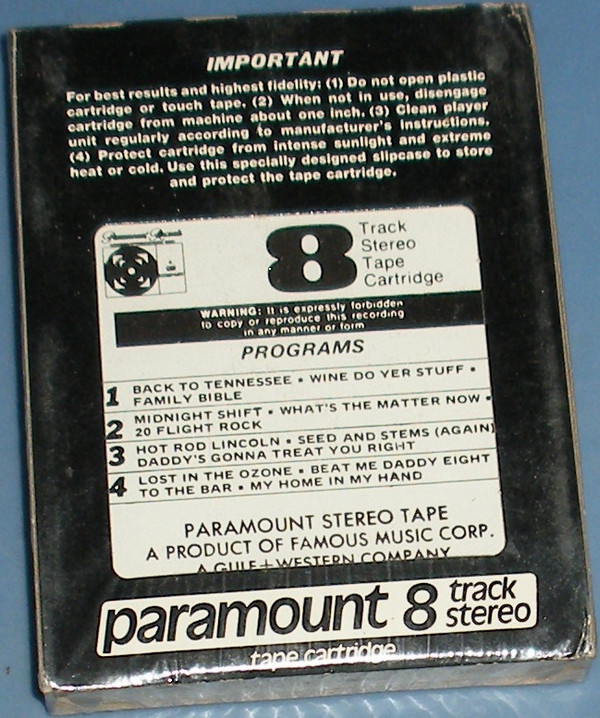 IMPORTANT
For best results and highest fidelity: (1) Do not open plastic
cartridge or touch tape. (2) When not in use, disengage
cartridge from machine about one inch. (3) Clean player
unit regularly according to manufacturer's instructions.
(4) Protect cartridge from intense sunlight and extreme
heat or cold. Use this specially designed slipcase to store
and protect the tape cartridge.
Paramount Records
8
Track
Stereo
Tape
Cartridge
WARNING: It is expressly forbidden
to copy or reproduce this recording
in any manner or form
PROGRAMS
1 BACK TO TENNESSEE • WINE DO YER STUFF •
FAMILY BIBLE
2 MIDNIGHT SHIFT • WHAT'S THE MATTER NOW •
20 FLIGHT ROCK
3 HOT ROD LINCOLN • SEED AND STEMS (AGAIN)
DADDY'S GONNA TREAT YOU RIGHT
4 LOST IN THE OZONE • BEAT ME DADDY EIGHT
TO THE BAR • MY HOME IN MY HAND
PARAMOUNT STEREO TAPE
A PRODUCT OF FAMOUS MUSIC CORP.
A GULF+WESTERN COMPANY
paramount 8 track
stereo
tape cartridge